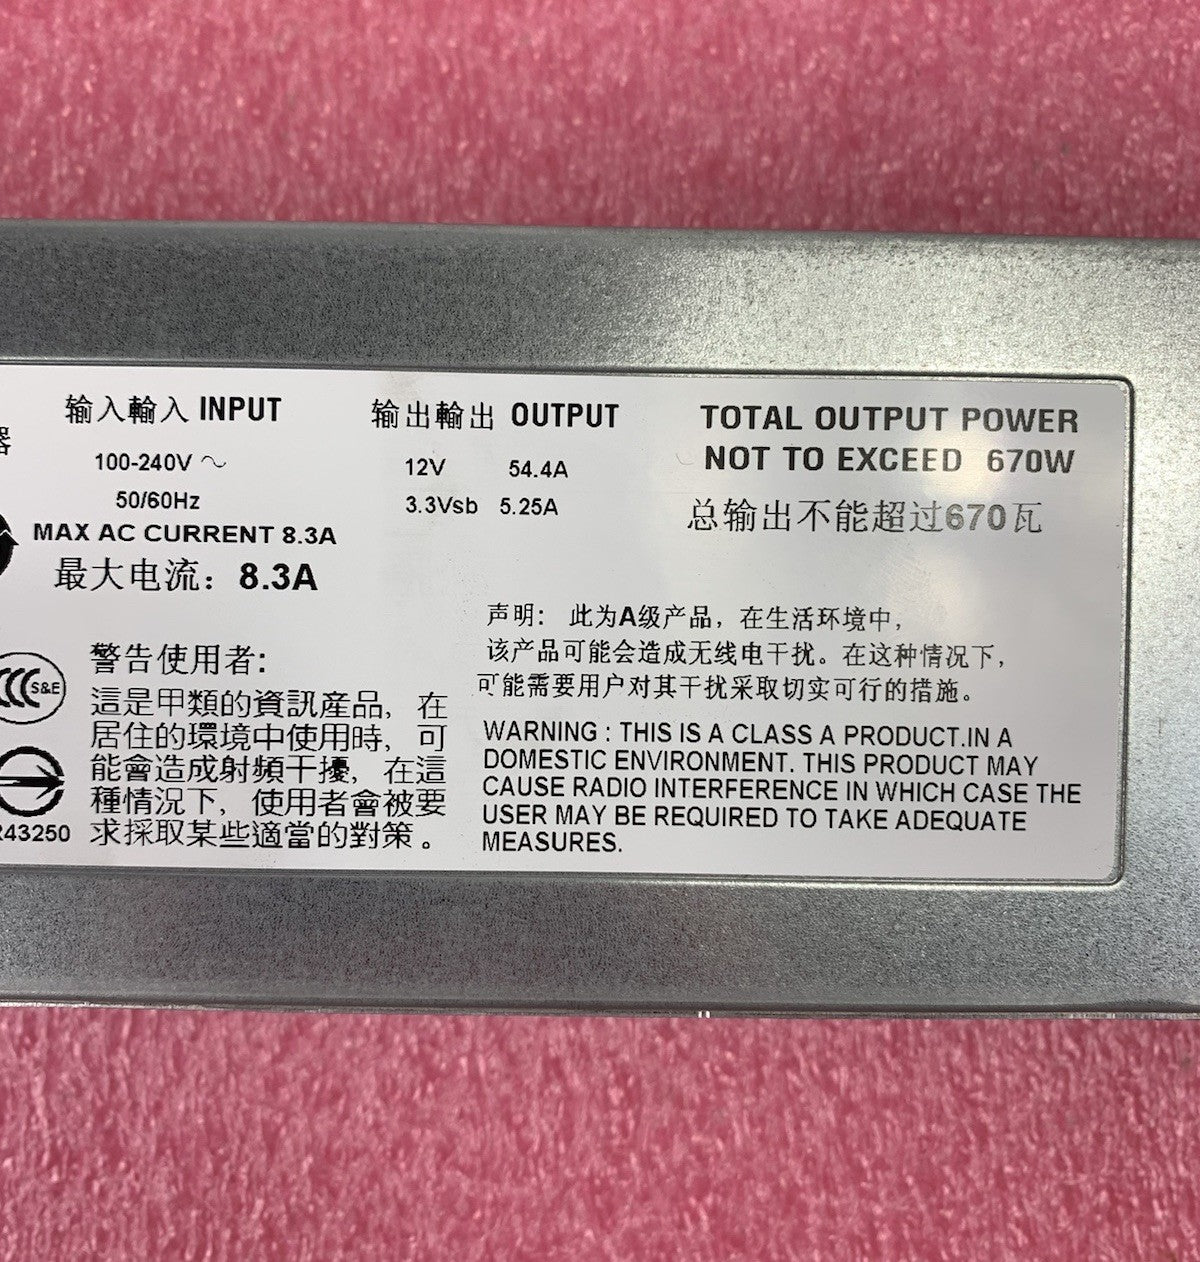 输入輸入 INPUT
100-240V ~
50/60Hz
MAX AC CURRENT 8.3A
最大电流：8.3A
输出輸出 OUTPUT
12V 54.4A
3.3Vsb 5.25A
TOTAL OUTPUT POWER
NOT TO EXCEED 670W
总输出不能超过670瓦
器
S&E
43250
警告使用者:
這是甲類的資訊產品，在
居住的環境中使用時，可
能會造成射頻干擾，在這
種情況下，使用者會被要
求採取某些適當的對策。
声明： 此为A级产品，在生活环境中，
该产品可能会造成无线电干扰。在这种情况下，
可能需要用户对其干扰采取切实可行的措施。
WARNING : THIS IS A CLASS A PRODUCT.IN A
DOMESTIC ENVIRONMENT. THIS PRODUCT MAY
CAUSE RADIO INTERFERENCE IN WHICH CASE THE
USER MAY BE REQUIRED TO TAKE ADEQUATE
MEASURES.